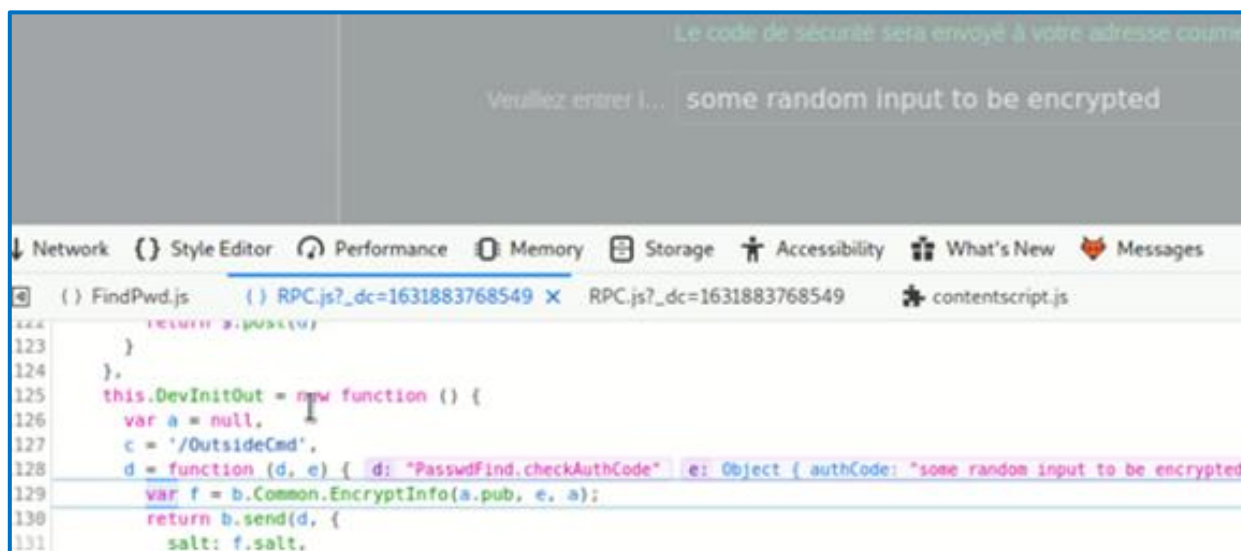 Le code de sécurité sera envoyé à votre adresse
Veuillez entrer l... some random input to be encrypted
Network {} Style Editor Performance Memory Storage Accessibility What's New Messages
{} FindPwd.js {} RPC.js?_dc=1631883768549 × RPC.js?_dc=1631883768549 contentscript.js
122 return g.post(d)
123 }
124 },
125 this.DevInitOut = new function () {
126 var a = null,
127 c = '/OutsideCmd',
128 d = function (d, e) { d: "PasswdFind.checkAuthCode" e: Object { authCode: "some random input to be encrypted
129 var f = b.Common.EncryptInfo(a.pub, e, a);
130 return b.send(d, {
131 salt: f.salt,